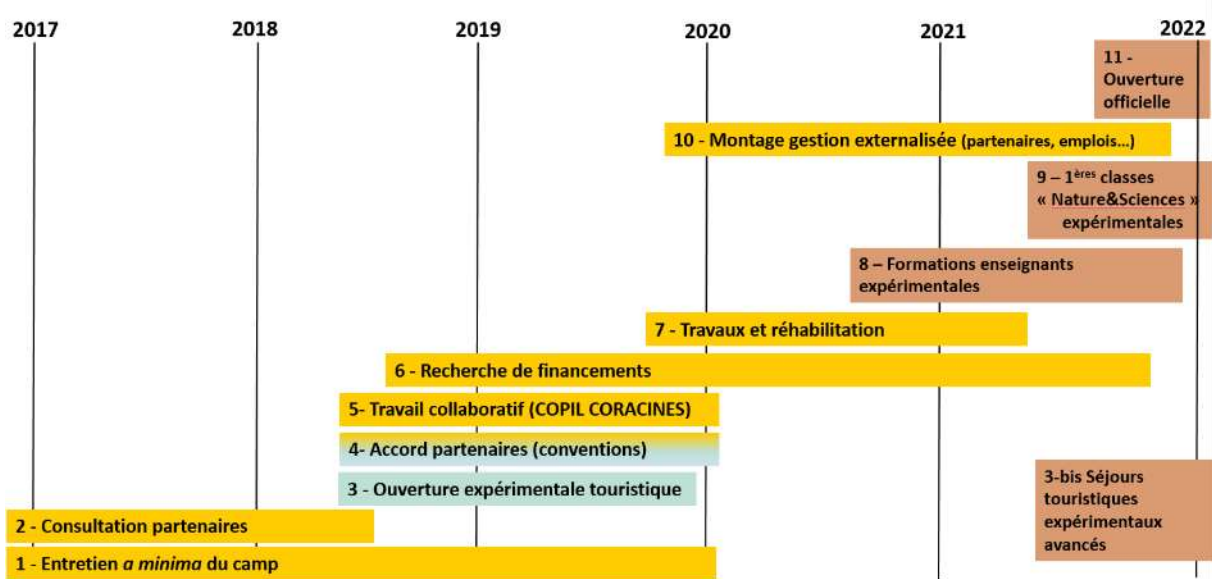 2017 2018 2019 2020 2021 2022
11 -
Ouverture
officielle
10 - Montage gestion externalisée (partenaires, emplois...)
9 – 1ères classes
« Nature&Sciences »
expérimentales
8 – Formations enseignants
expérimentales
7 - Travaux et réhabilitation
6 - Recherche de financements
5- Travail collaboratif (COPIL CORACINES)
4- Accord partenaires (conventions)
3 - Ouverture expérimentale touristique
3-bis Séjours
touristiques
expérimentaux
avancés
2 - Consultation partenaires
1 - Entretien a minima du camp